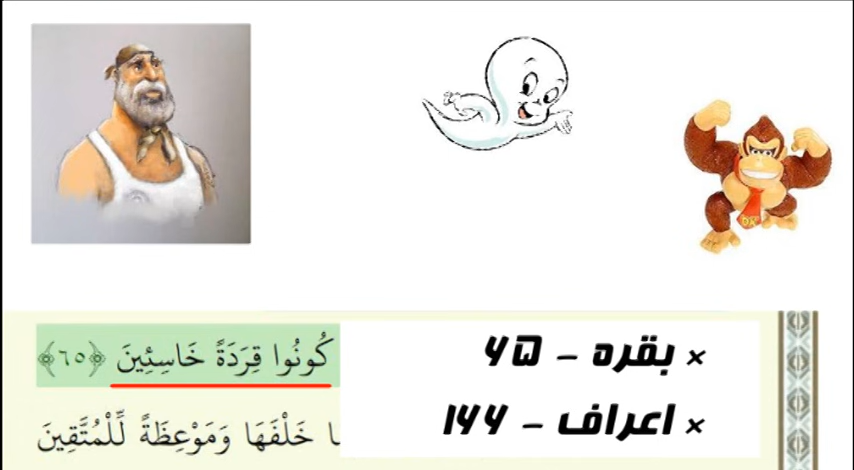 كُونُوا قِرَدَةً خَاسِئِينَ ﴿٦٥﴾
خَلْفَهَا وَمَوْعِظَةً لِّلْمُتَّقِينَ
× بقره – ۶۵
× اعراف – ۱۶۶